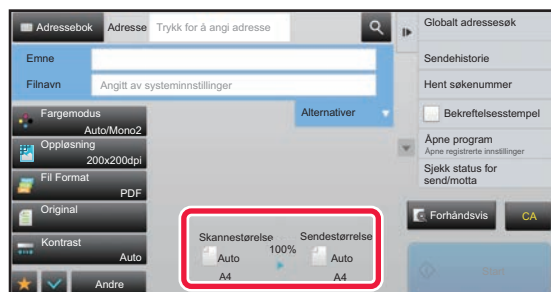 Adressebok
Adresse
Trykk for å angi adresse
Emne
Filnavn
Angitt av systeminnstillinger
Fargemodus
Auto/Mono2
Oppløsning
200x200dpi
Fil Format
PDF
Original
Kontrast
Auto
Andre
Alternativer
Skannestørelse
Auto
A4
100%
Sendestørrelse
Auto
A4
Globalt adressesøk
Sendehistorie
Hent søkenummer
Bekreftelsesstempel
Åpne program
Åpne registrerte innstillinger
Sjekk status for
send/motta
Forhåndsvis
CA
Start